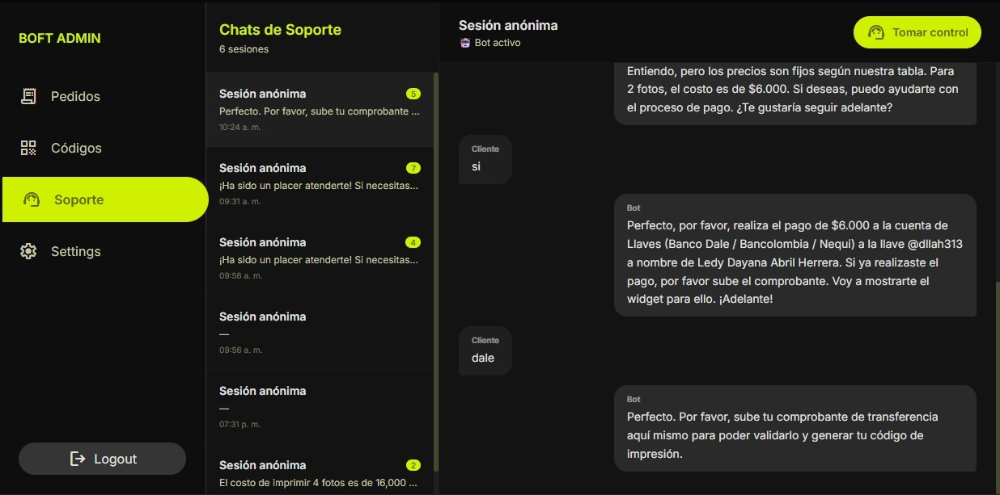 BOFT ADMIN
Pedidos
Códigos
Soporte
Settings
Logout
Chats de Soporte
6 sesiones
Sesión anónima
5
Perfecto. Por favor, sube tu comprobante ...
10:24 a. m.
Sesión anónima
7
¡Ha sido un placer atenderte! Si necesitas...
09:31 a. m.
Sesión anónima
4
¡Ha sido un placer atenderte! Si necesitas...
09:56 a. m.
Sesión anónima
—
09:56 a. m.
Sesión anónima
—
07:31 p. m.
Sesión anónima
2
El costo de imprimir 4 fotos es de 16,000 ...
Sesión anónima
Bot activo
Tomar control
Entiendo, pero los precios son fijos según nuestra tabla. Para
2 fotos, el costo es de $6.000. Si deseas, puedo ayudarte con
el proceso de pago. ¿Te gustaría seguir adelante?
Cliente
si
Bot
Perfecto, por favor, realiza el pago de $6.000 a la cuenta de
Llaves (Banco Dale / Bancolombia / Nequi) a la llave @dllah313
a nombre de Ledy Dayana Abril Herrera. Si ya realizaste el
pago, por favor sube el comprobante. Voy a mostrarte el
widget para ello. ¡Adelante!
Cliente
dale
Bot
Perfecto. Por favor, sube tu comprobante de transferencia
aquí mismo para poder validarlo y generar tu código de
impresión.